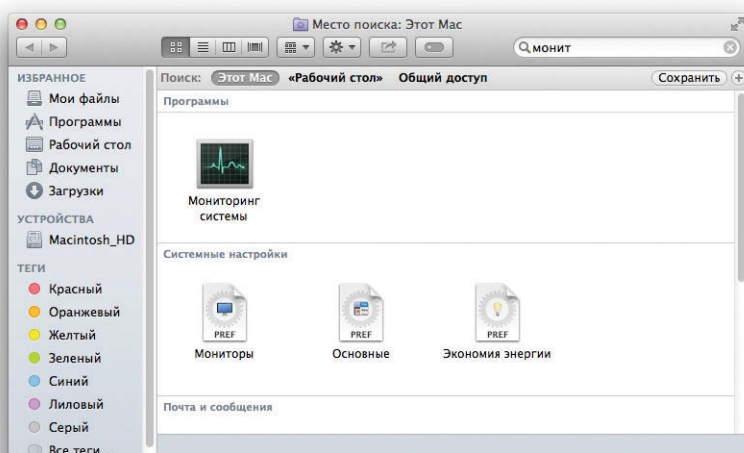 Место поиска: Этот Mac
монит
ИЗБРАННОЕ
Мои файлы
Программы
Рабочий стол
Документы
Загрузки
УСТРОЙСТВА
Macintosh_HD
ТЕГИ
Красный
Оранжевый
Желтый
Зеленый
Синий
Лиловый
Серый
Все теги
Поиск: Этот Mac «Рабочий стол» Общий доступ Сохранить
Программы
Мониторинг
системы
Системные настройки
PREF PREF PREF
Мониторы Основные Экономия энергии
Почта и сообщения